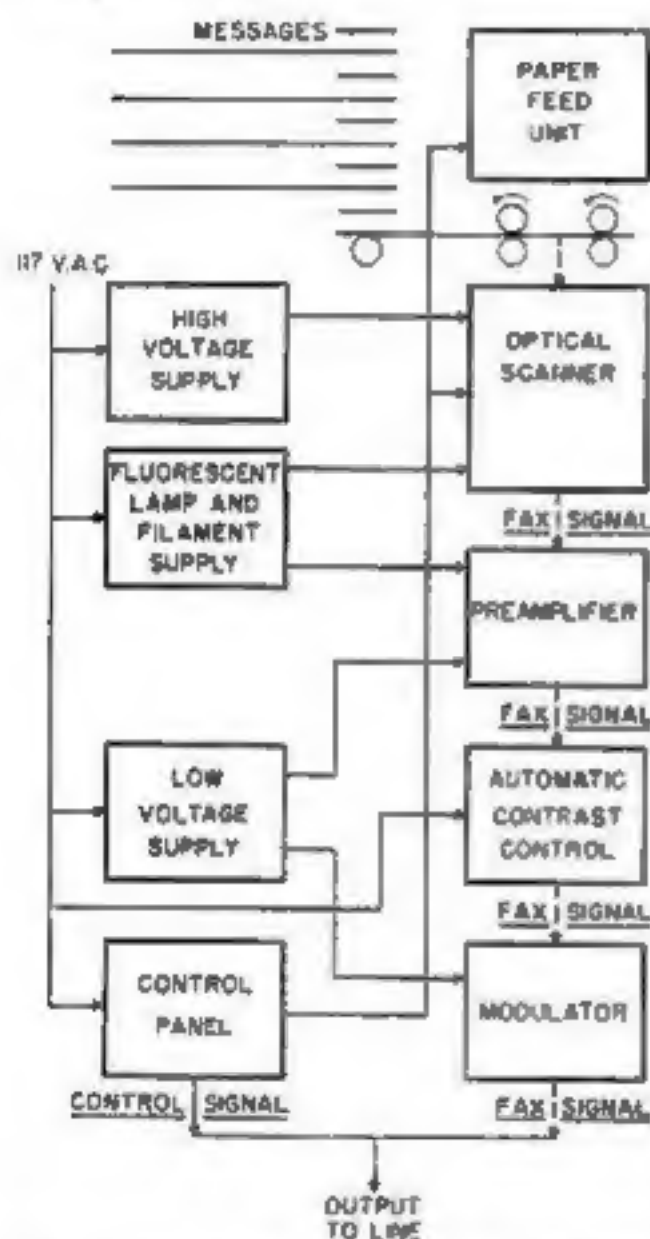 MESSAGES
PAPER
FEED
UNIT
117 V.A.C
HIGH
VOLTAGE
SUPPLY
OPTICAL
SCANNER
FLUORESCENT
LAMP AND
FILAMENT
SUPPLY
FAX SIGNAL
PREAMPLIFIER
FAX SIGNAL
LOW
VOLTAGE
SUPPLY
AUTOMATIC
CONTRAST
CONTROL
FAX SIGNAL
CONTROL
PANEL
MODULATOR
CONTROL SIGNAL
FAX SIGNAL
OUTPUT
TO LINE